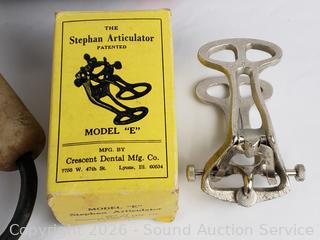 THE
Stephan Articulator
PATENTED
MODEL "E"
MFG. BY
Crescent Dental Mfg. Co.
7750 W. 47th St. Lyons, Ill. 60534
MODEL "E"
Stephan Articulator
Copyright © 2026 - Sound Auction Service